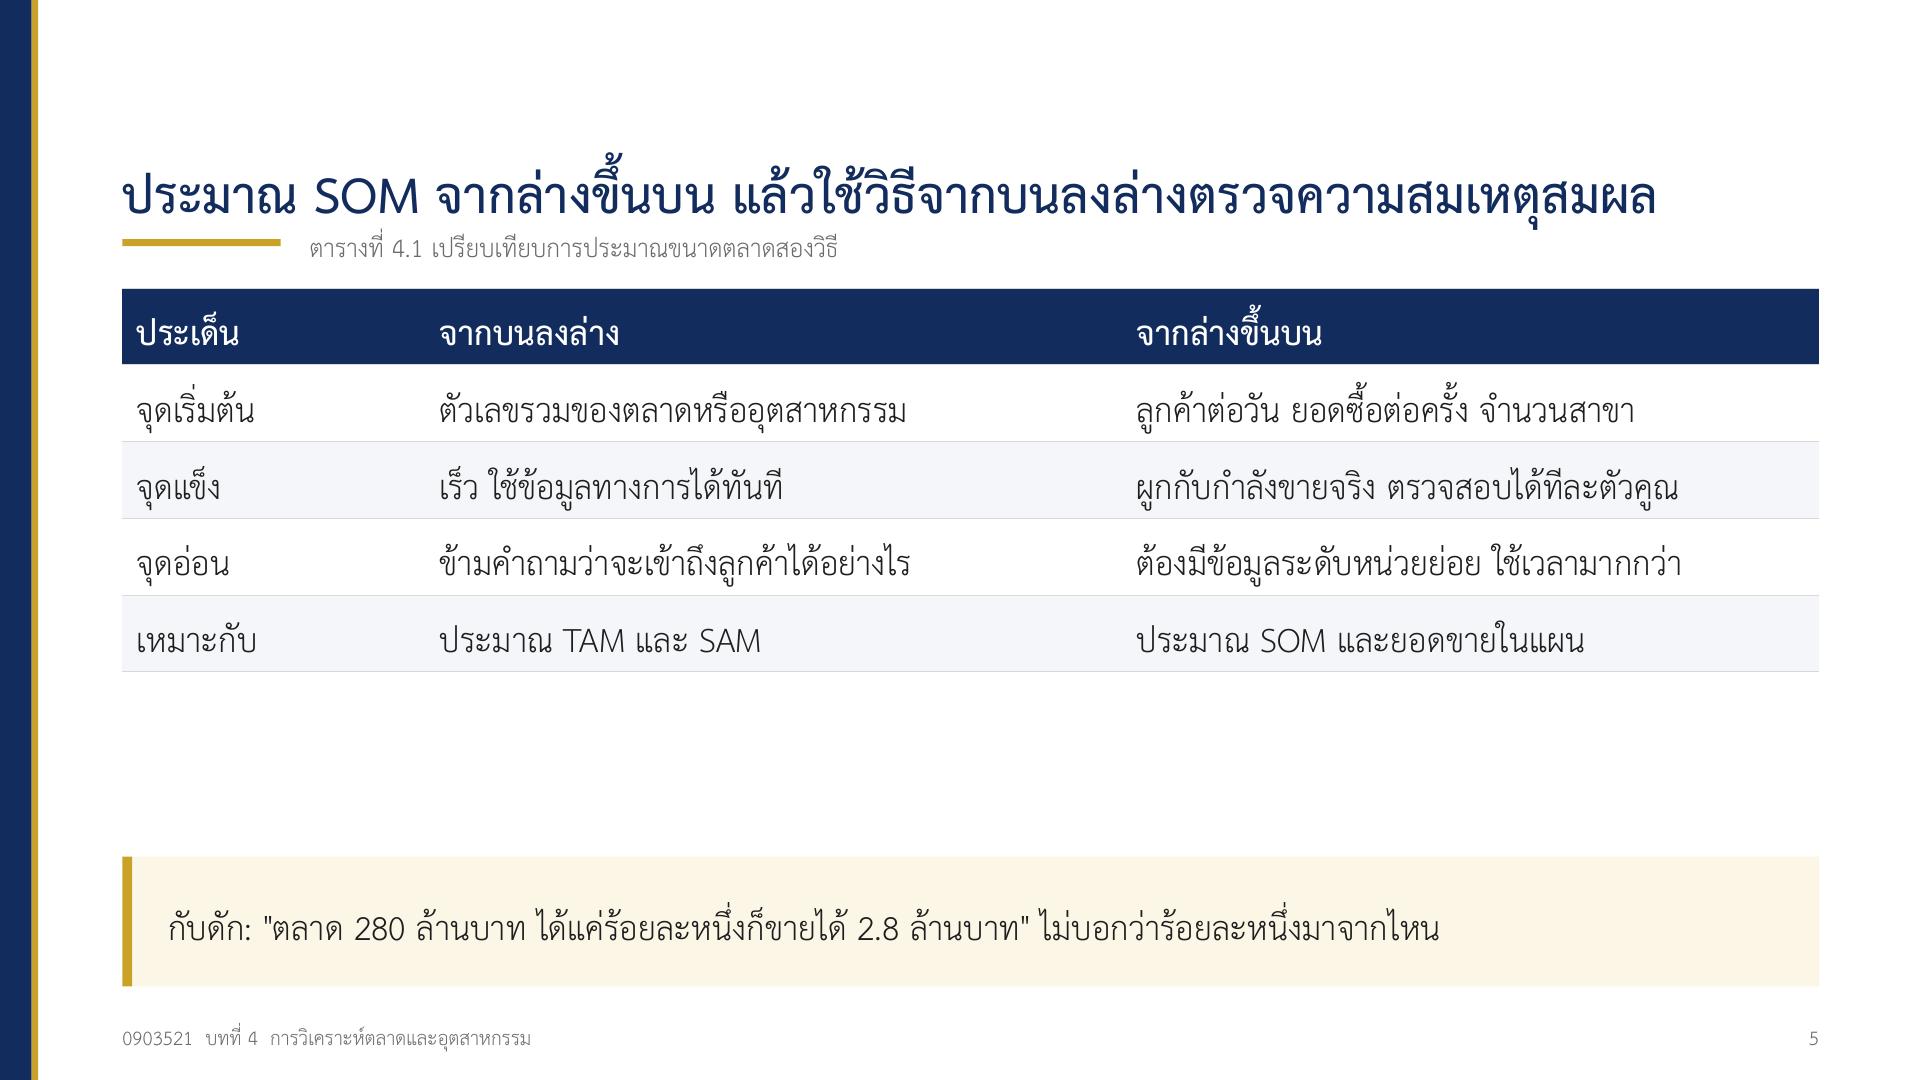 ประมาณ SOM จากล่างขึ้นบน แล้วใช้วิธีจากบนลงล่างตรวจความสมเหตุสมผล
ตารางที่ 4.1 เปรียบเทียบการประมาณขนาดตลาดสองวิธี
ประเด็น จากบนลงล่าง จากล่างขึ้นบน
จุดเริ่มต้น ตัวเลขรวมของตลาดหรืออุตสาหกรรม ลูกค้าต่อวัน ยอดซื้อต่อครั้ง จำนวนสาขา
จุดแข็ง เร็ว ใช้ข้อมูลทางการได้ทันที ผูกกับกำลังขายจริง ตรวจสอบได้ทีละตัวคูณ
จุดอ่อน ข้ามคำถามว่าจะเข้าถึงลูกค้าได้อย่างไร ต้องมีข้อมูลระดับหน่วยย่อย ใช้เวลามากกว่า
เหมาะกับ ประมาณ TAM และ SAM ประมาณ SOM และยอดขายในแผน
กับดัก: "ตลาด 280 ล้านบาท ได้แค่ร้อยละหนึ่งก็ขายได้ 2.8 ล้านบาท" ไม่บอกว่าร้อยละหนึ่งมาจากไหน
0903521 บทที่ 4 การวิเคราะห์ตลาดและอุตสาหกรรม 5